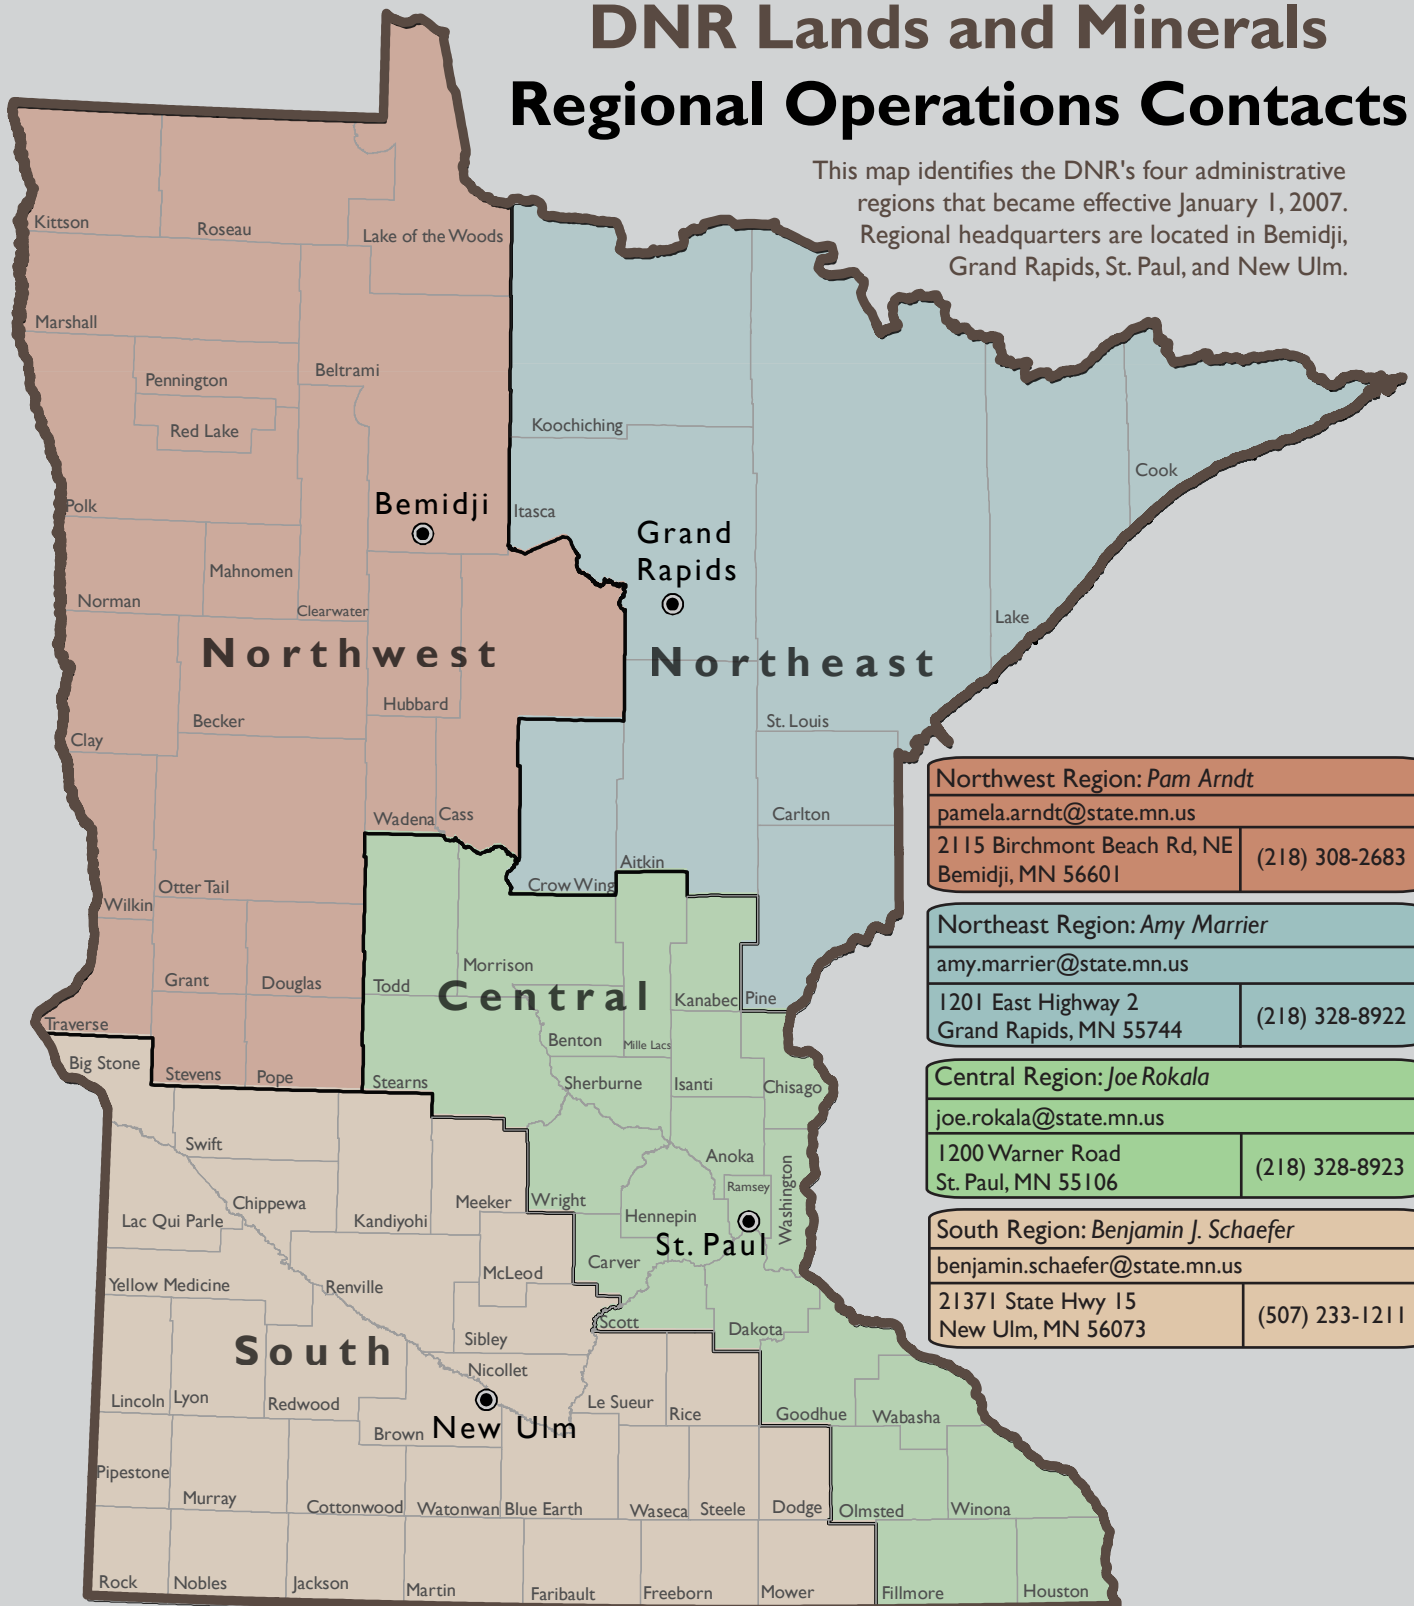 DNR Lands and Minerals
Regional Operations Contacts
This map identifies the DNR's four administrative
regions that became effective January 1, 2007.
Regional headquarters are located in Bemidji,
Grand Rapids, St. Paul, and New Ulm.
Kittson
Roseau
Lake of the Woods
Marshall
Beltrami
Pennington
Red Lake
Koochiching
Cook
Polk
Bemidji
Itasca
Grand
Rapids
Mahnomen
Norman
Clearwater
Lake
Northwest
Northeast
Hubbard
Becker
St. Louis
Clay
Wadena
Cass
Carlton
Aitkin
Otter Tail
Crow Wing
Wilkin
Morrison
Grant
Douglas
Todd
Central
Kanabec
Pine
Traverse
Benton
Mille Lacs
Big Stone
Stevens
Pope
Stearns
Sherburne
Isanti
Chisago
Swift
Anoka
Ramsey
Washington
Chippewa
Meeker
Wright
Lac Qui Parle
Kandiyohi
Hennepin
St. Paul
Carver
McLeod
Yellow Medicine
Renville
Scott
Dakota
Sibley
South
Nicollet
Lincoln
Lyon
Redwood
Le Sueur
Rice
Goodhue
Wabasha
Brown
New Ulm
Pipestone
Murray
Cottonwood
Watonwan
Blue Earth
Waseca
Steele
Dodge
Olmsted
Winona
Rock
Nobles
Jackson
Martin
Faribault
Freeborn
Mower
Fillmore
Houston
Northwest Region: Pam Arndt
pamela.arndt@state.mn.us
2115 Birchmont Beach Rd, NE
Bemidji, MN 56601
(218) 308-2683
Northeast Region: Amy Marrier
amy.marrier@state.mn.us
1201 East Highway 2
Grand Rapids, MN 55744
(218) 328-8922
Central Region: Joe Rokala
joe.rokala@state.mn.us
1200 Warner Road
St. Paul, MN 55106
(218) 328-8923
South Region: Benjamin J. Schaefer
benjamin.schaefer@state.mn.us
21371 State Hwy 15
New Ulm, MN 56073
(507) 233-1211